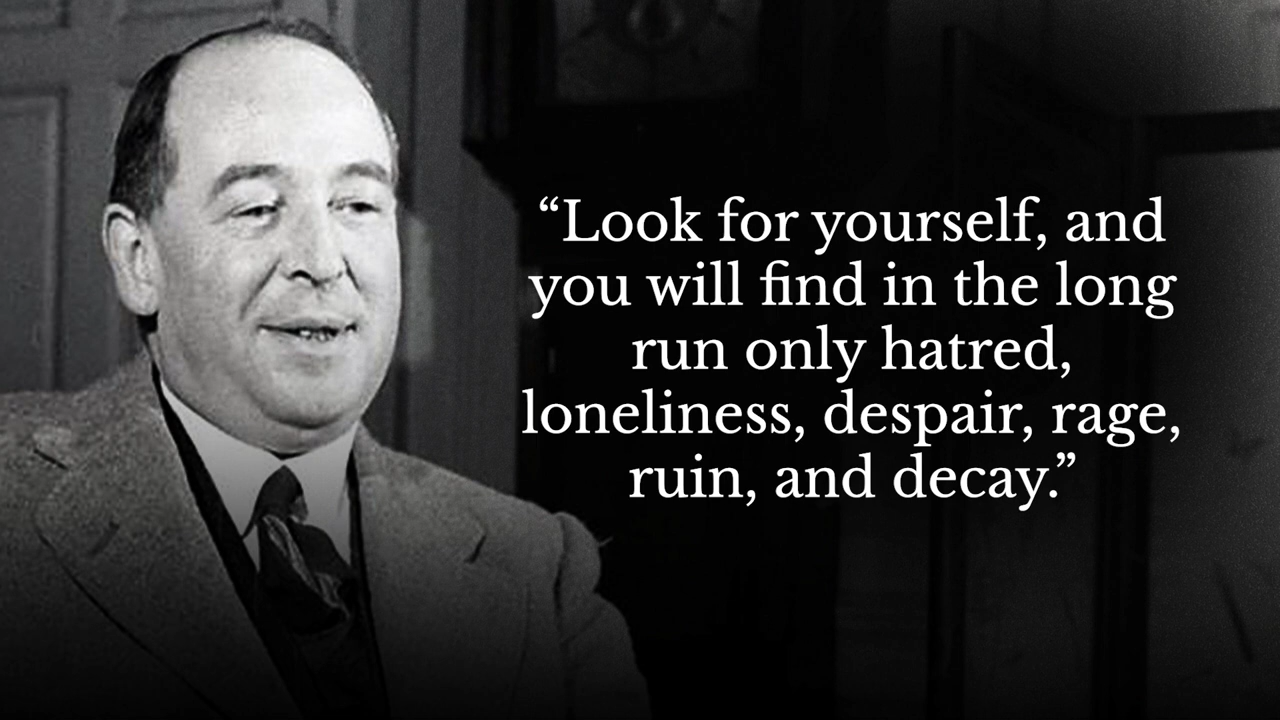 “Look for yourself, and
you will find in the long
run only hatred,
loneliness, despair, rage,
ruin, and decay.”